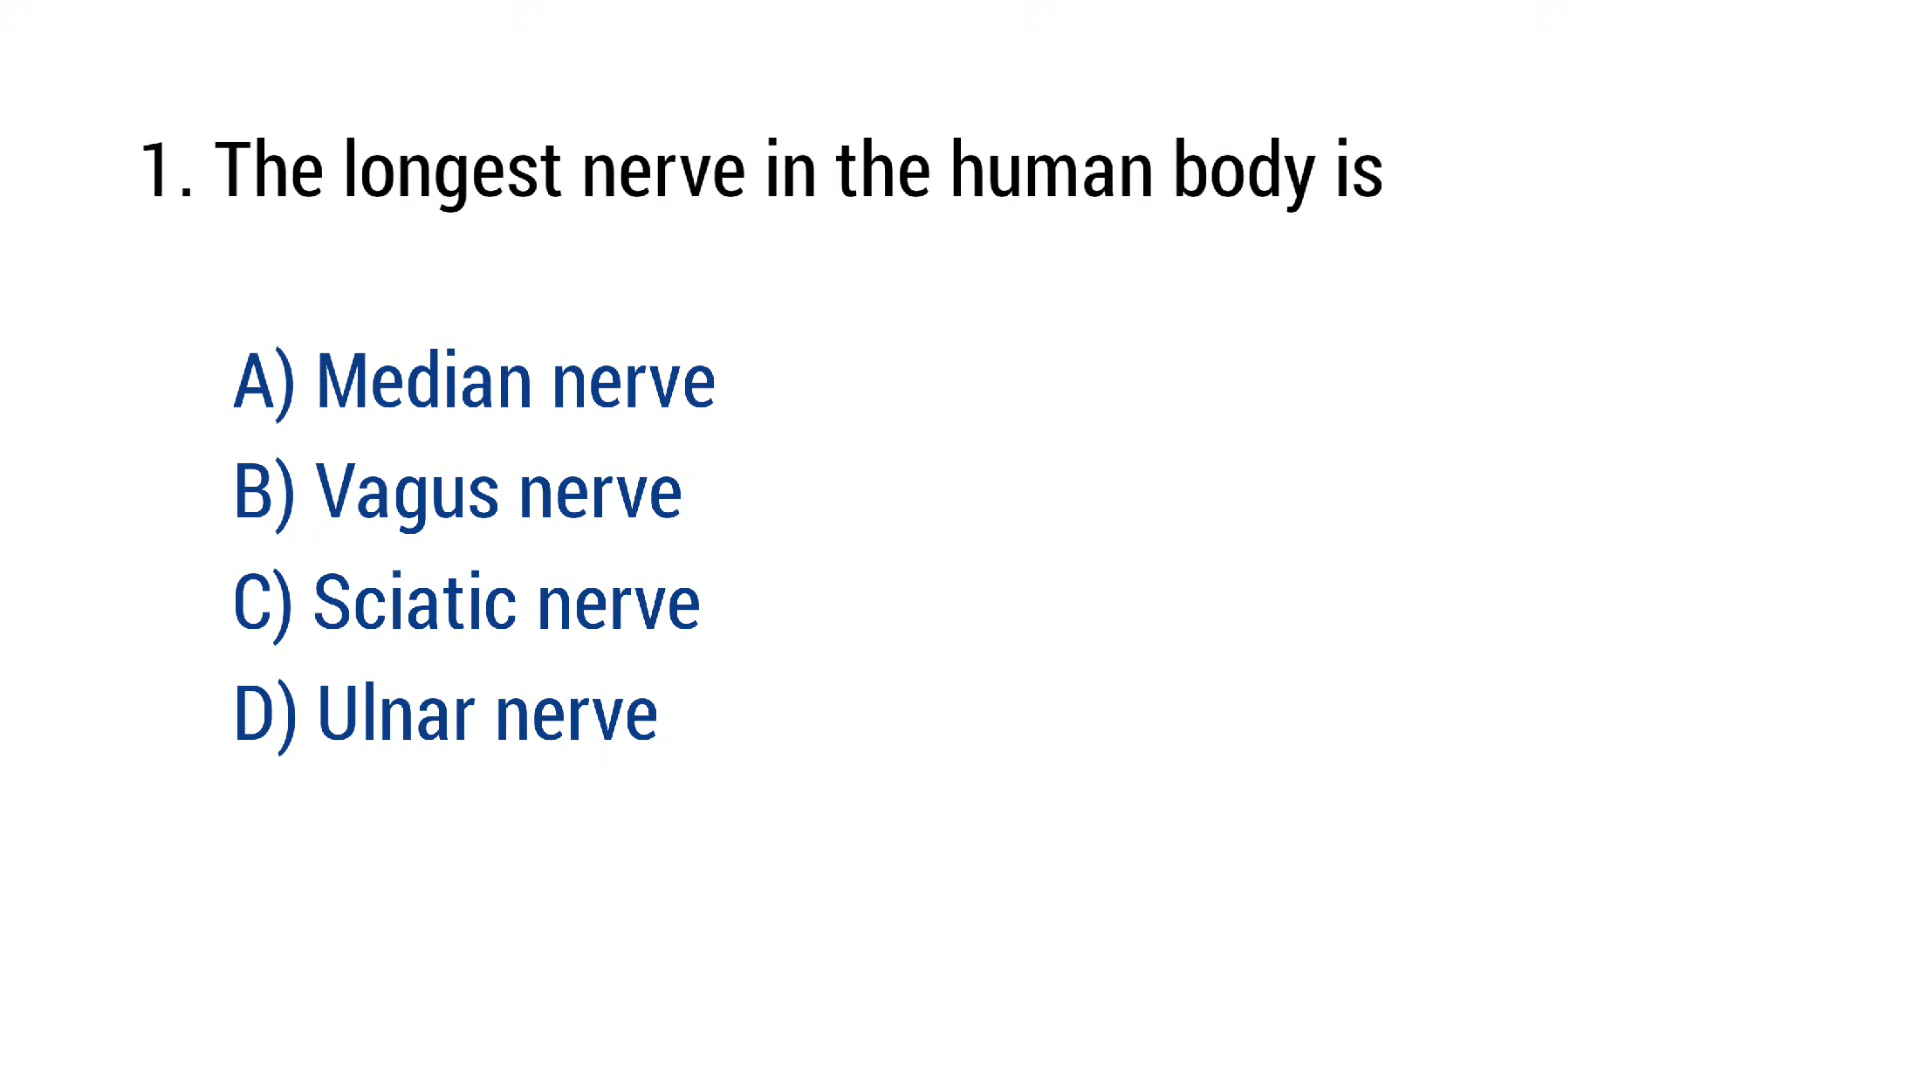 1. The longest nerve in the human body is
A) Median nerve
B) Vagus nerve
C) Sciatic nerve
D) Ulnar nerve